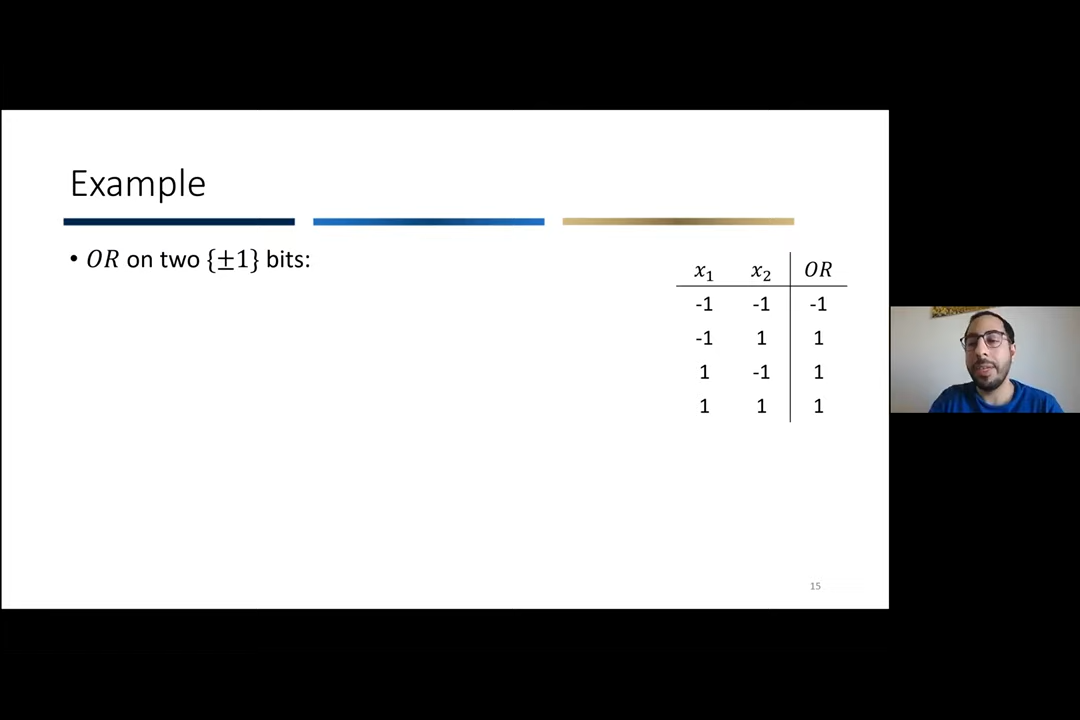 Example
• OR on two {±1} bits:
x₁ x₂ OR
-1 -1 -1
-1 1 1
1 -1 1
1 1 1
15